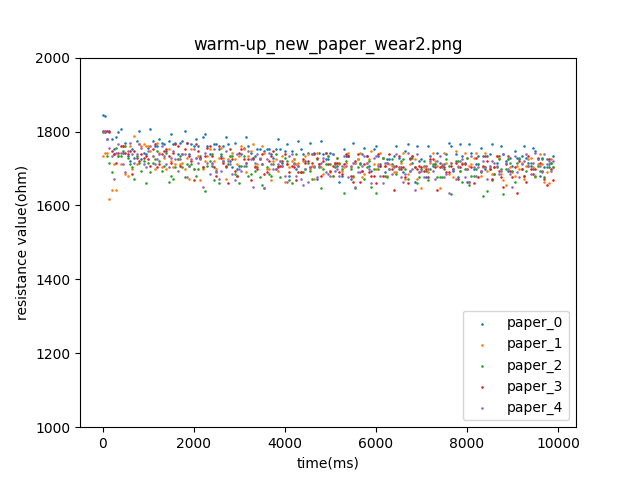 warm-up_new_paper_wear2.png
2000
1800
1600
1400
1200
1000
resistance value(ohm)
0
2000
4000
6000
8000
10000
time(ms)
paper_0
paper_1
paper_2
paper_3
paper_4